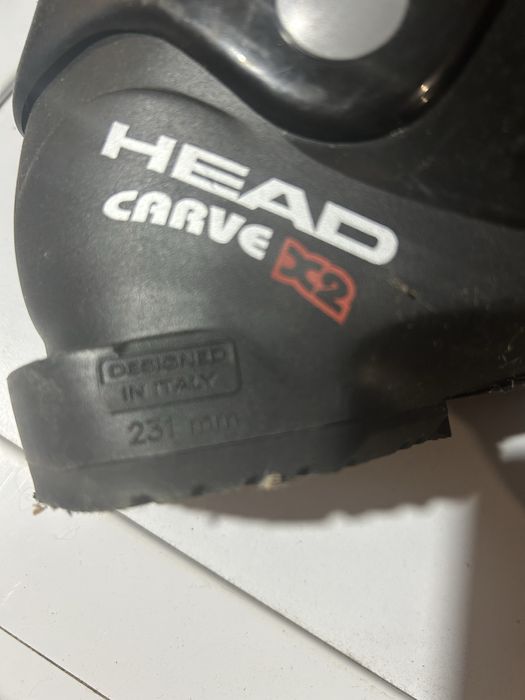 HEAD
CARVE X2
DESIGNED
IN ITALY
231 mm